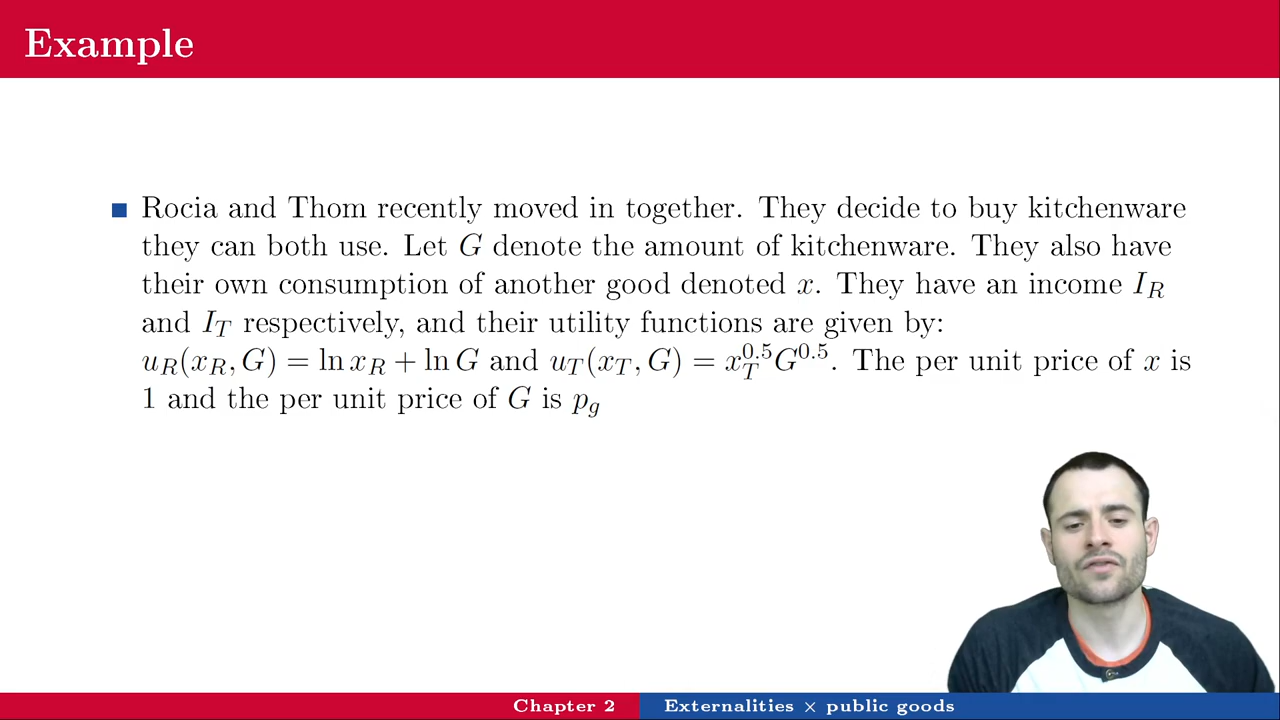 Example
Rocia and Thom recently moved in together. They decide to buy kitchenware
they can both use. Let G denote the amount of kitchenware. They also have
their own consumption of another good denoted x. They have an income I_R
and I_T respectively, and their utility functions are given by:
u_R(x_R, G) = ln x_R + ln G and u_T(x_T, G) = x_T^{0.5}G^{0.5}. The per unit price of x is
1 and the per unit price of G is p_g
Chapter 2
Externalities × public goods